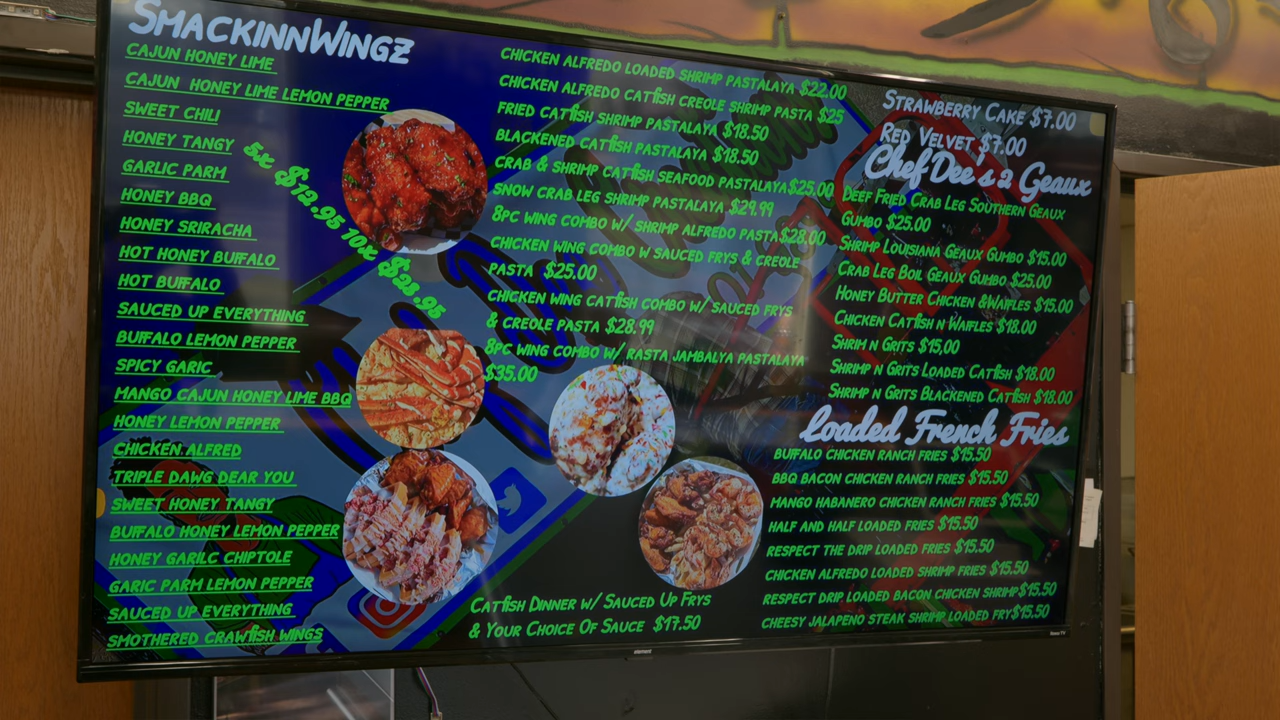 SmackinnWingz
Cajun Honey Lime
Cajun Honey Lime Lemon Pepper
Sweet Chili
Honey Tangy
Garlic Parm
Honey BBQ
Honey Sriracha
Hot Honey Buffalo
Hot Buffalo
Sauced Up Everything
Buffalo Lemon Pepper
Spicy Garic
Mango Cajun Honey Lime BBQ
Honey Lemon Pepper
Chicken Alfred
Triple Dawg Dear You
Sweet Honey Tangy
Buffalo Honey Lemon Pepper
Honey Garilc Chiptole
Garic Parm Lemon Pepper
Sauced Up Everything
Smothered Crawfish Wings
5x $12.95 10x $23.95
Chicken Alfredo Loaded Shrimp Pastalaya $22.00
Chicken Alfredo Catfish Creole Shrimp Pasta $25
Fried Catfish Shrimp Pastalaya $18.50
Blackened Catfish Pastalaya $18.50
Crab & Shrimp Catfish Seafood Pastalaya $25.00
Snow Crab Leg Shrimp Pastalaya $29.99
8pc Wing Combo w/ Shrimp Alfredo Pasta $28.00
Chicken Wing Combo w Sauced Frys & Creole
Pasta $25.00
Chicken Wing Catfish Combo w/ Sauced Frys
& Creole Pasta $28.99
8pc Wing Combo w/ Rasta Jambalya Pastalaya
$35.00
Catfish Dinner w/ Sauced Up Frys
& Your Choice Of Sauce $17.50
Strawberry Cake $7.00
Red Velvet $7.00
Chef Dee's 2 Geaux
Deef Fried Crab Leg Southern Geaux
Gumbo $25.00
Shrimp Louisiana Geaux Gumbo $15.00
Crab Leg Boil Geaux Gumbo $25.00
Honey Butter Chicken &Waffles $15.00
Chicken Catfish n Waffles $18.00
Shrim n Grits $15,00
Shrimp n Grits Loaded Catfish $18.00
Shrimp n Grits Blackened Catfish $18.00
Loaded French Fries
Buffalo Chicken Ranch Fries $15.50
BBQ Bacon Chicken Ranch Fries $15.50
Mango Habanero Chicken Ranch Fries $15.50
Half and Half Loaded Fries $15.50
Respect The Drip Loaded Fries $15.50
Chicken Alfredo Loaded Shrimp Fries $15.50
Respect Drip Loaded Bacon Chicken Shrimp $15.50
Cheesy Jalapeno Steak Shrimp Loaded Fry $15.50
element
Roku TV